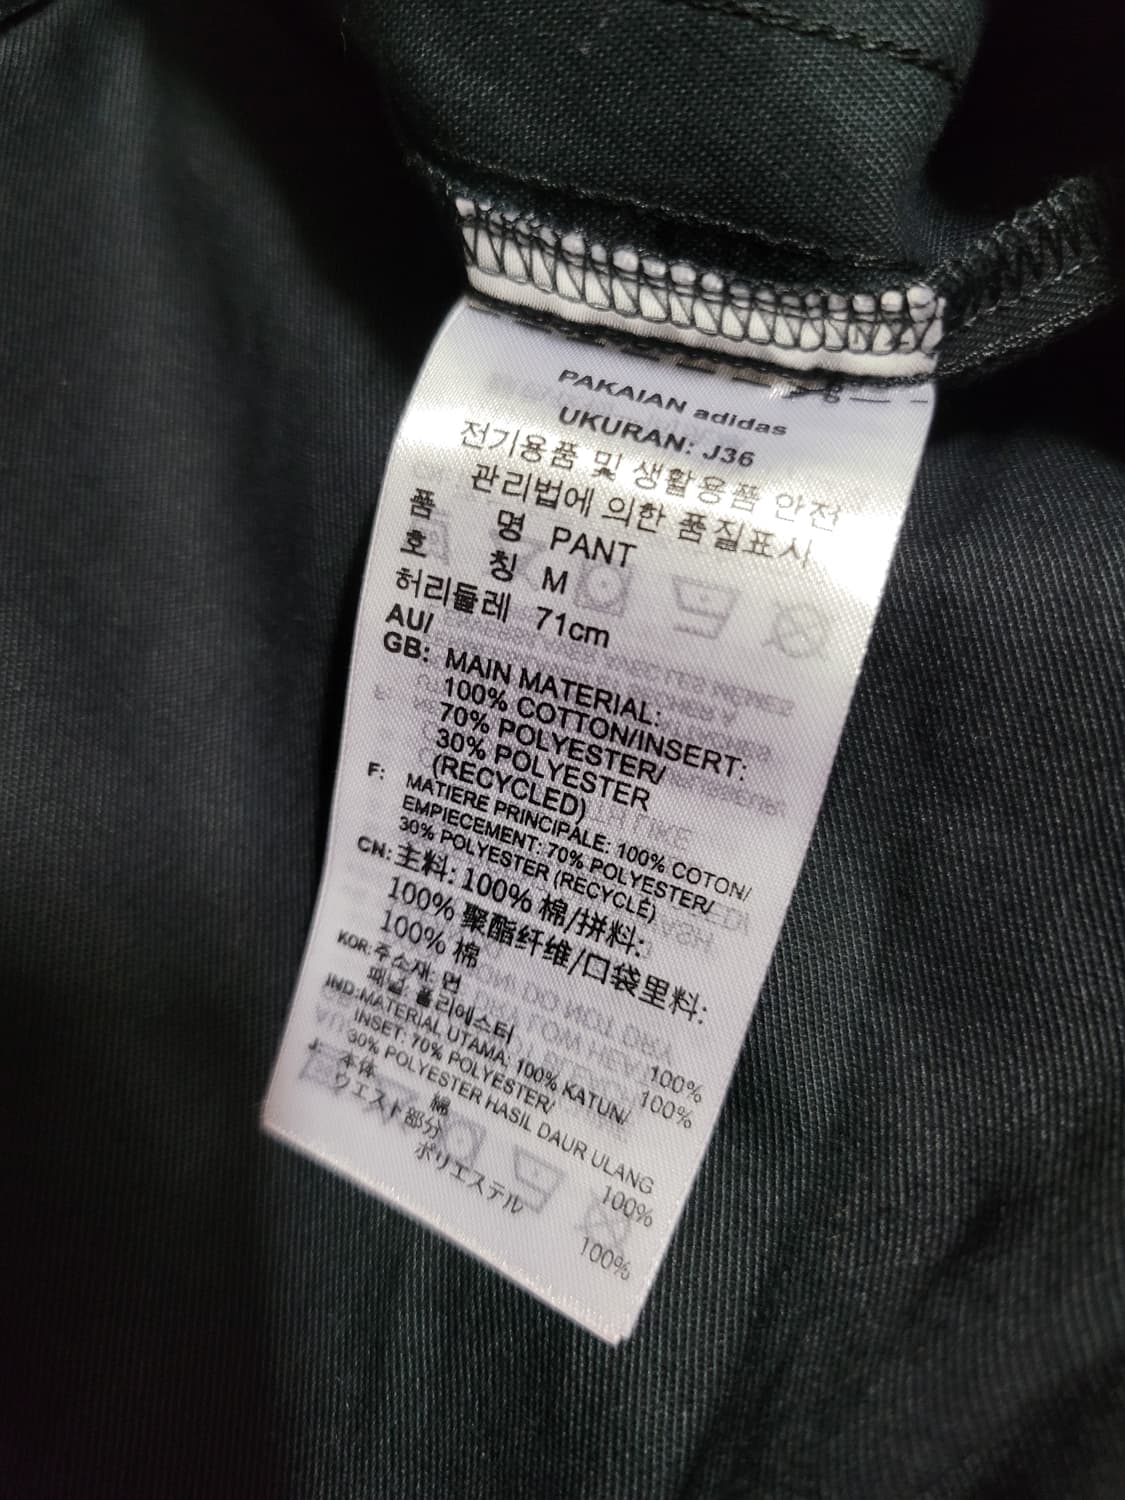 PAKAIAN adidas
UKURAN: J36
전기용품 및 생활용품 안전
관리법에 의한 품질표시
품 명 PANT
호 칭 M
허리둘레 71cm
AU/
GB: MAIN MATERIAL:
100% COTTON/INSERT:
70% POLYESTER/
30% POLYESTER
(RECYCLED)
F: MATIERE PRINCIPALE: 100% COTON/
EMPIECEMENT: 70% POLYESTER/
30% POLYESTER (RECYCLÉ)
CN: 主料: 100% 棉/拼料:
100% 聚酯纤维/口袋里料:
100% 棉
KOR: 주소재: 면 100%
패널: 폴리에스터 100%
IND: MATERIAL UTAMA: 100% KATUN/
INSET: 70% POLYESTER/
30% POLYESTER HASIL DAUR ULANG
J: 本体 綿 100%
ウエスト部分
ポリエステル 100%